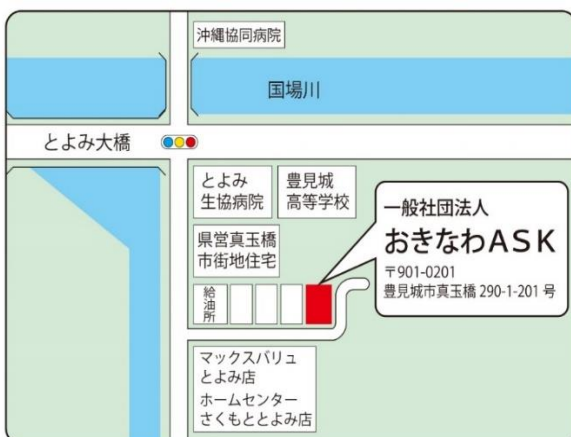 沖縄協同病院
国場川
とよみ大橋
とよみ
生協病院
豊見城
高等学校
一般社団法人
おきなわASK
〒901-0201
豊見城市真玉橋 290-1-201 号
県営真玉橋
市街地住宅
給油所
マックスバリュ
とよみ店
ホームセンター
さくもととよみ店